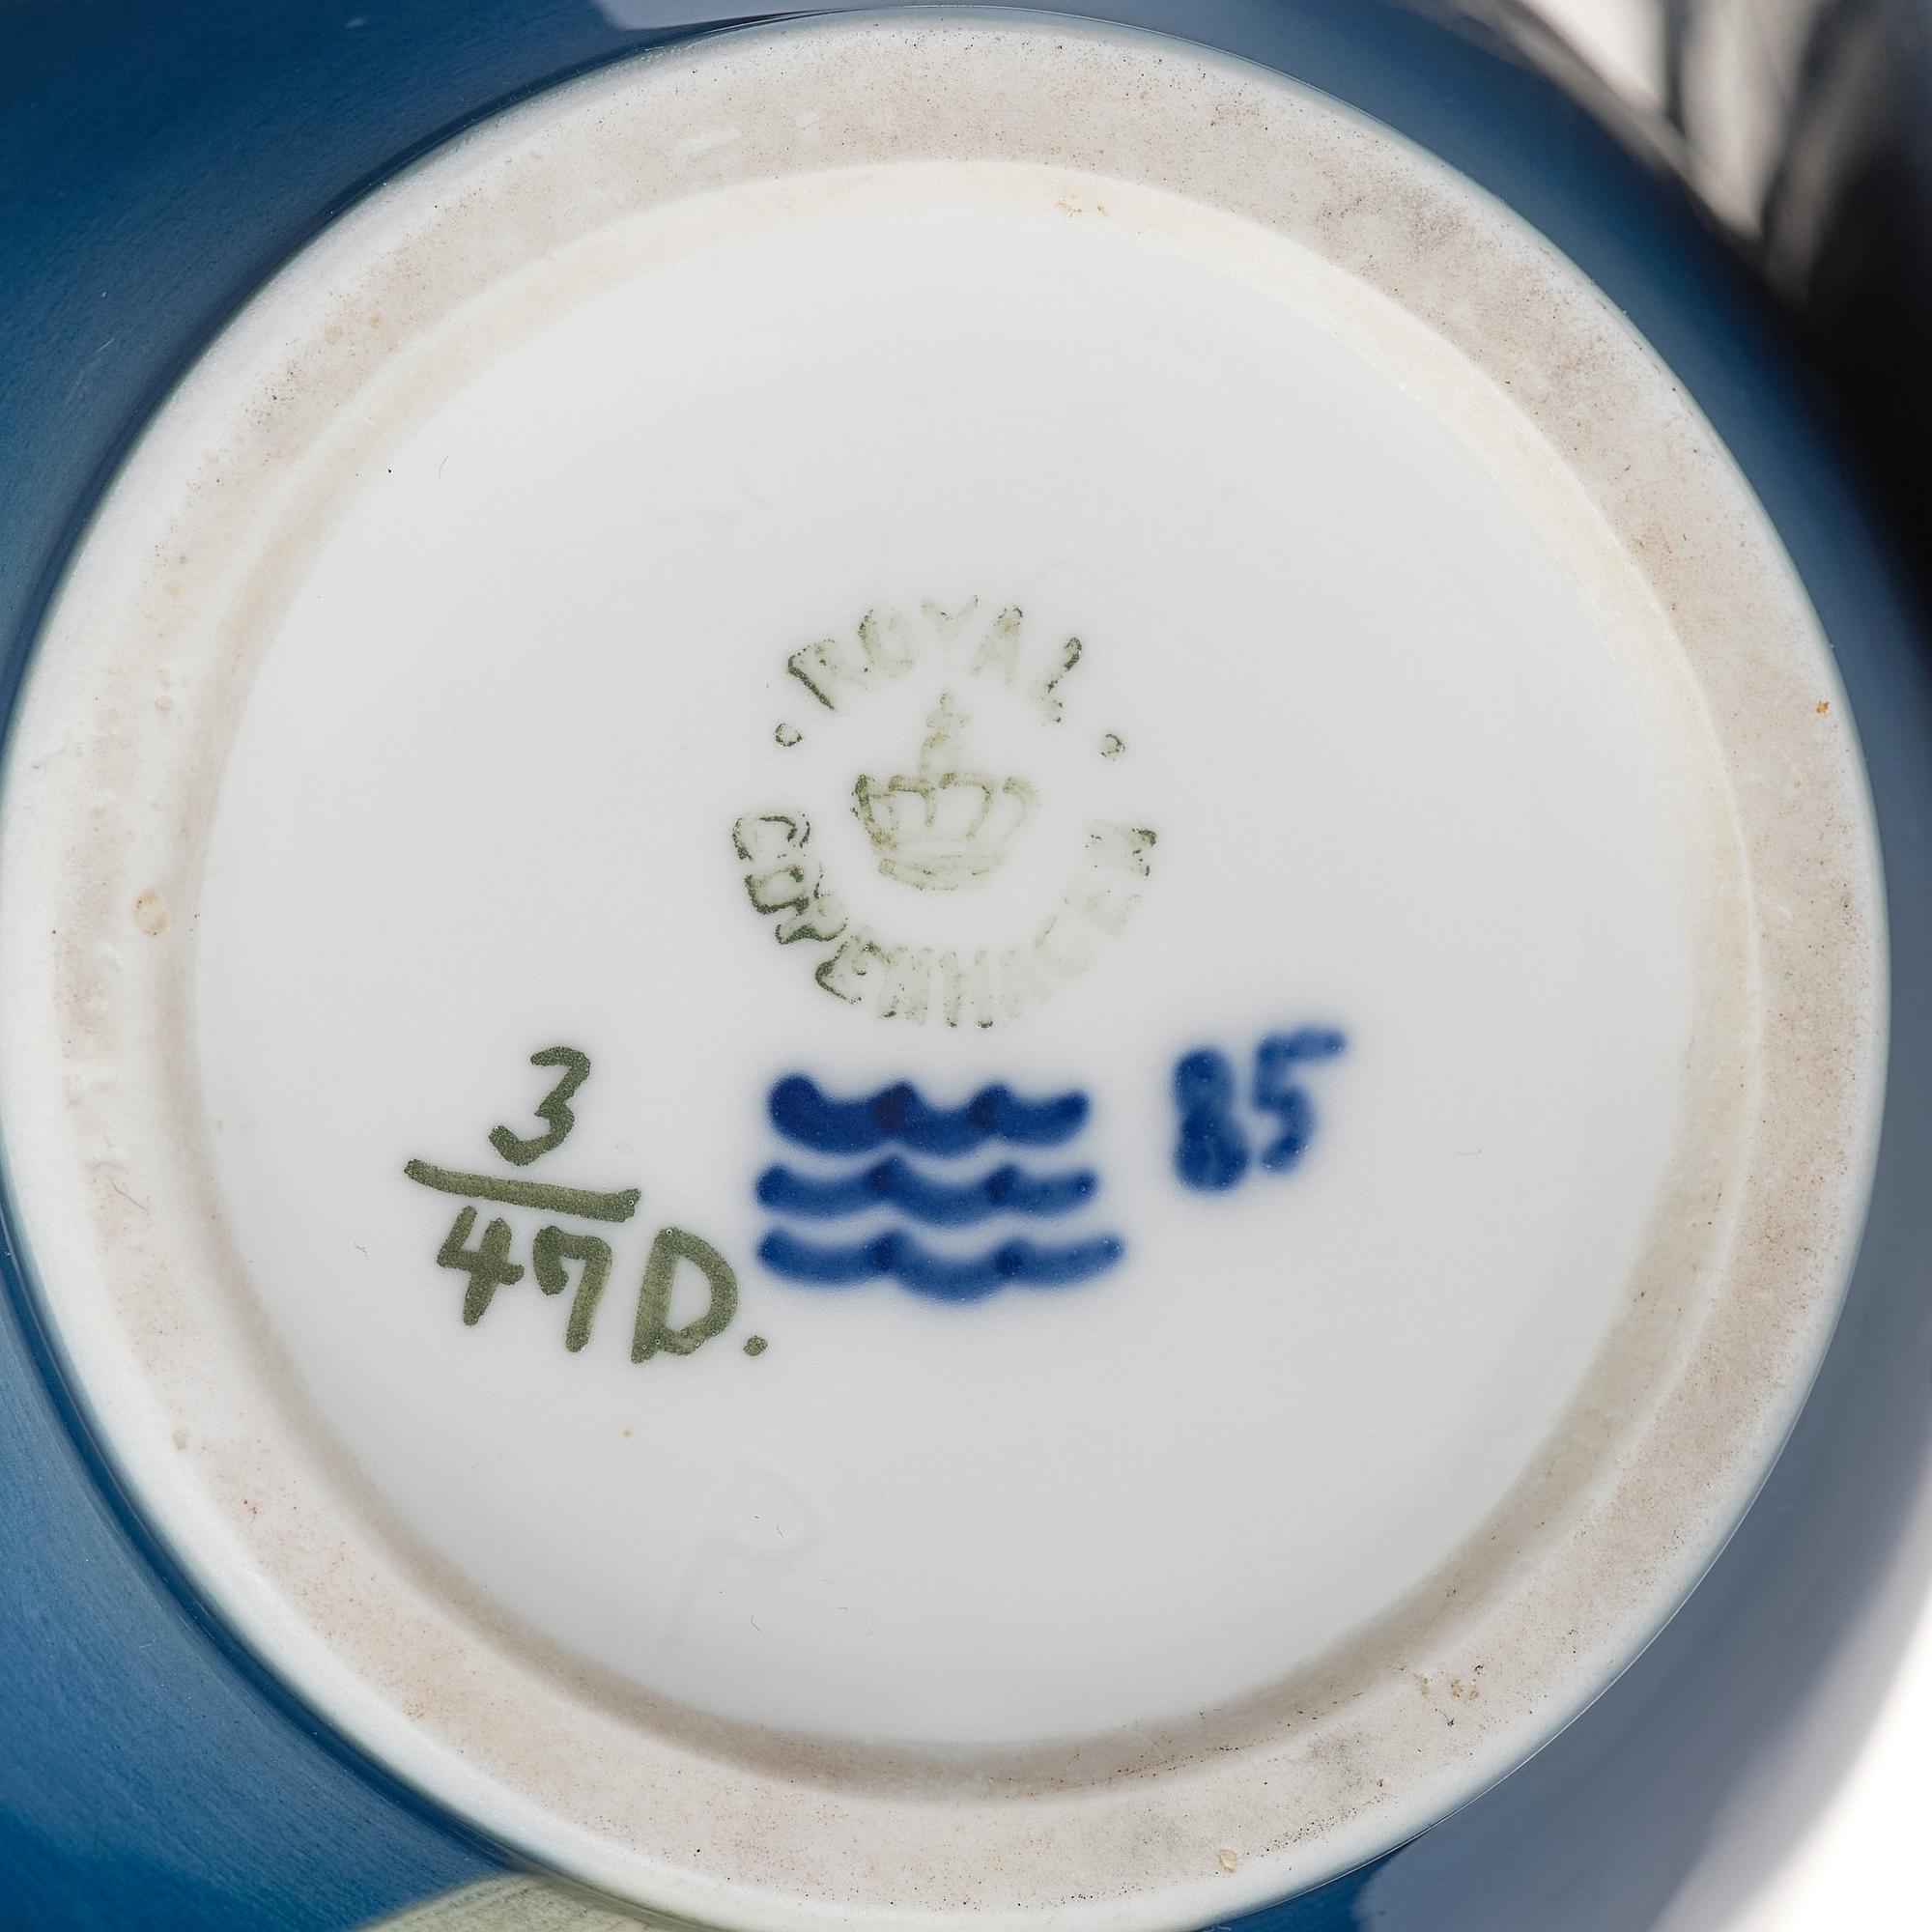 ROYAL
COPENHAGEN
3
47D.
85
P